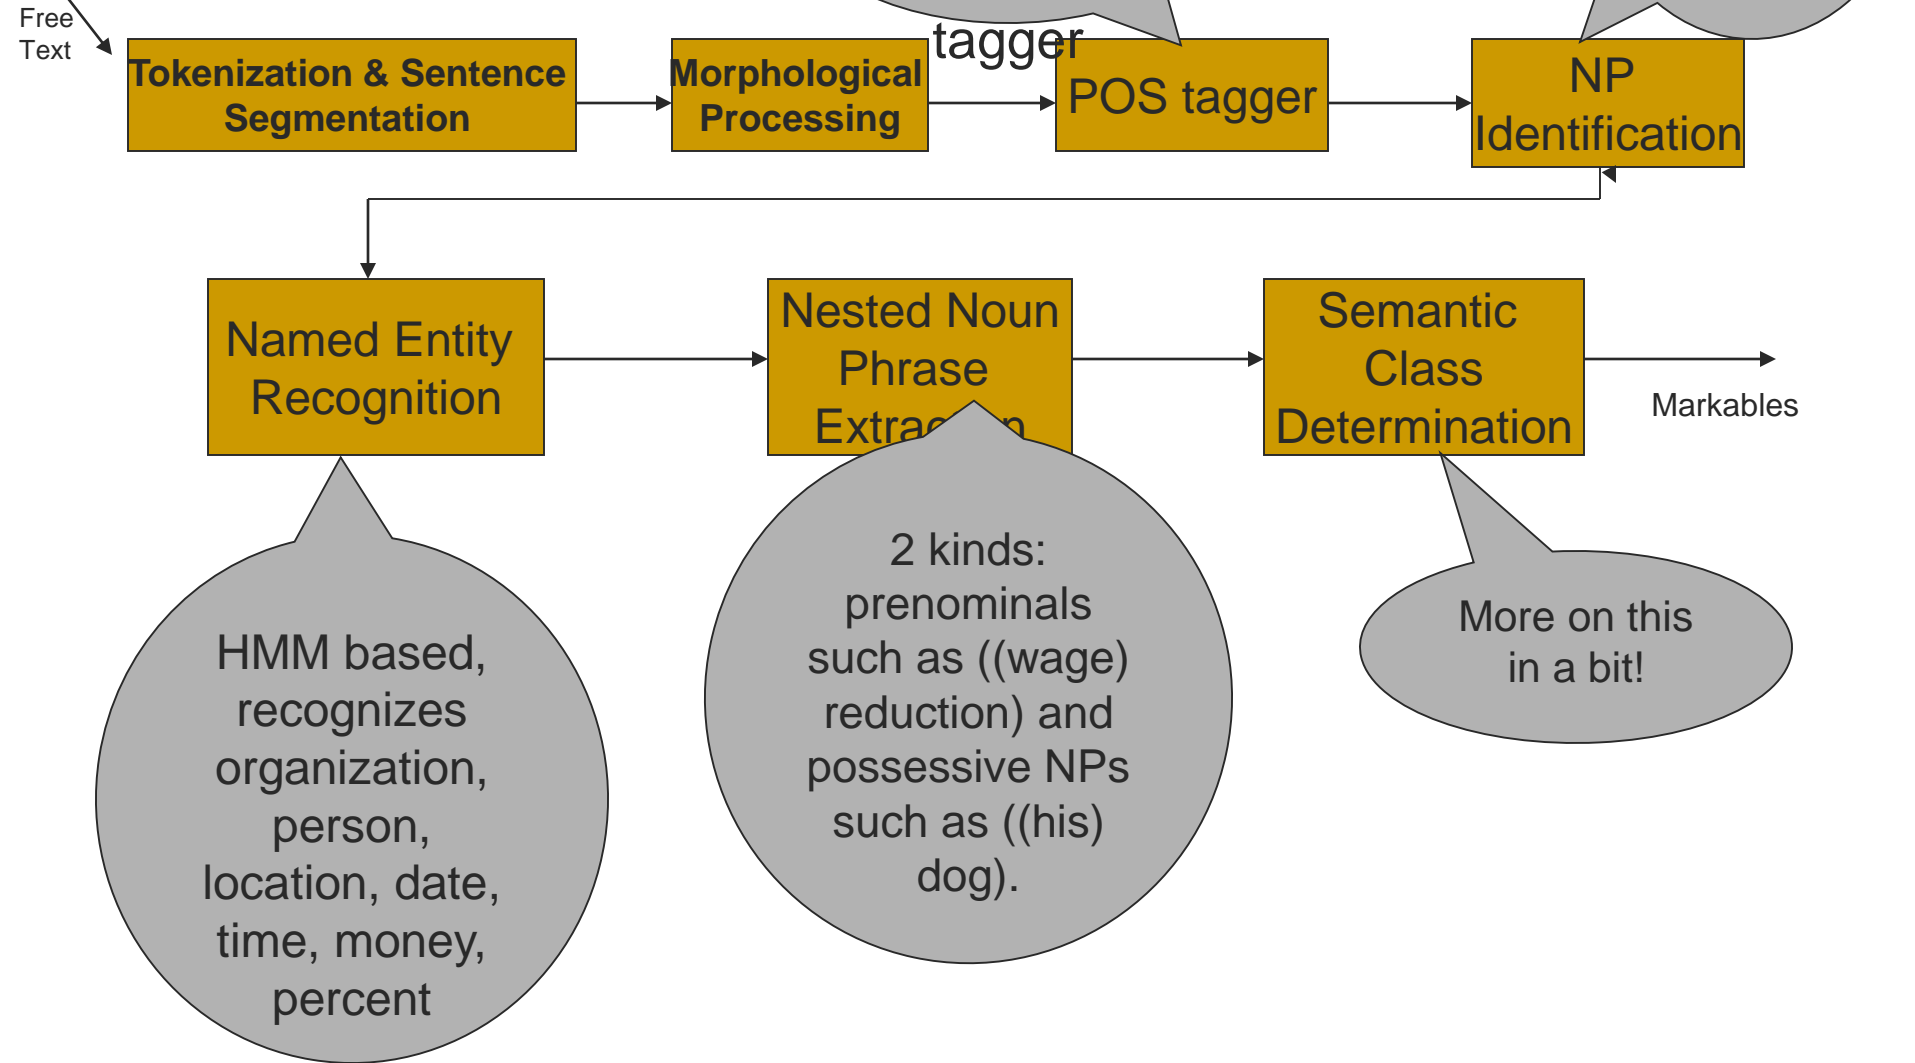 Free
Text
tagger
Tokenization & Sentence
Segmentation
Morphological
Processing
POS tagger
NP
Identification
Named Entity
Recognition
Nested Noun
Phrase
Semantic
Class
Determination
Markables
HMM based,
recognizes
organization,
person,
location, date,
time, money,
percent
2 kinds:
prenominals
such as ((wage)
reduction) and
possessive NPs
such as ((his)
dog).
More on this
in a bit!